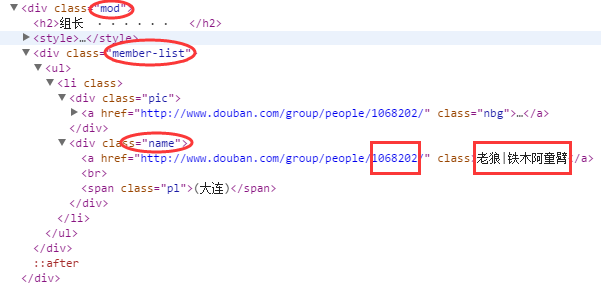 ▼<div class="mod">
<h2>组长 · · · · · · </h2>
▶<style>…</style>
▼<div class="member-list">
▼<ul>
▼<li class>
▼<div class="pic">
▶<a href="http://www.douban.com/group/people/1068202/" class="nbg">…</a>
</div>
▼<div class="name">
<a href="http://www.douban.com/group/people/1068202/" class>老狼|铁木阿童臂</a>
<br>
<span class="pl">(大连)</span>
</div>
</li>
</ul>
</div>
::after
</div>